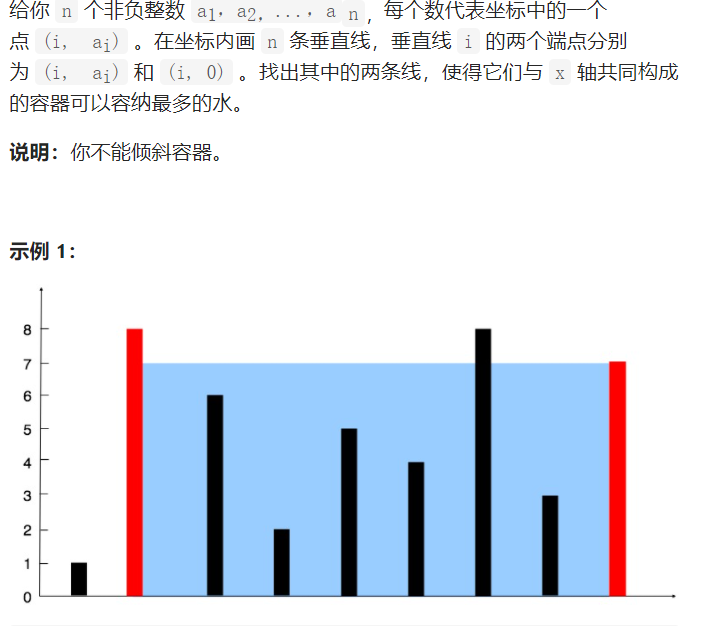 给你 n 个非负整数 a1，a2，...，a n，每个数代表坐标中的一个
点 (i, ai) 。在坐标内画 n 条垂直线，垂直线 i 的两个端点分别
为 (i, ai) 和 (i, 0) 。找出其中的两条线，使得它们与 x 轴共同构成
的容器可以容纳最多的水。
说明：你不能倾斜容器。
示例 1：
8
7
6
5
4
3
2
1
0